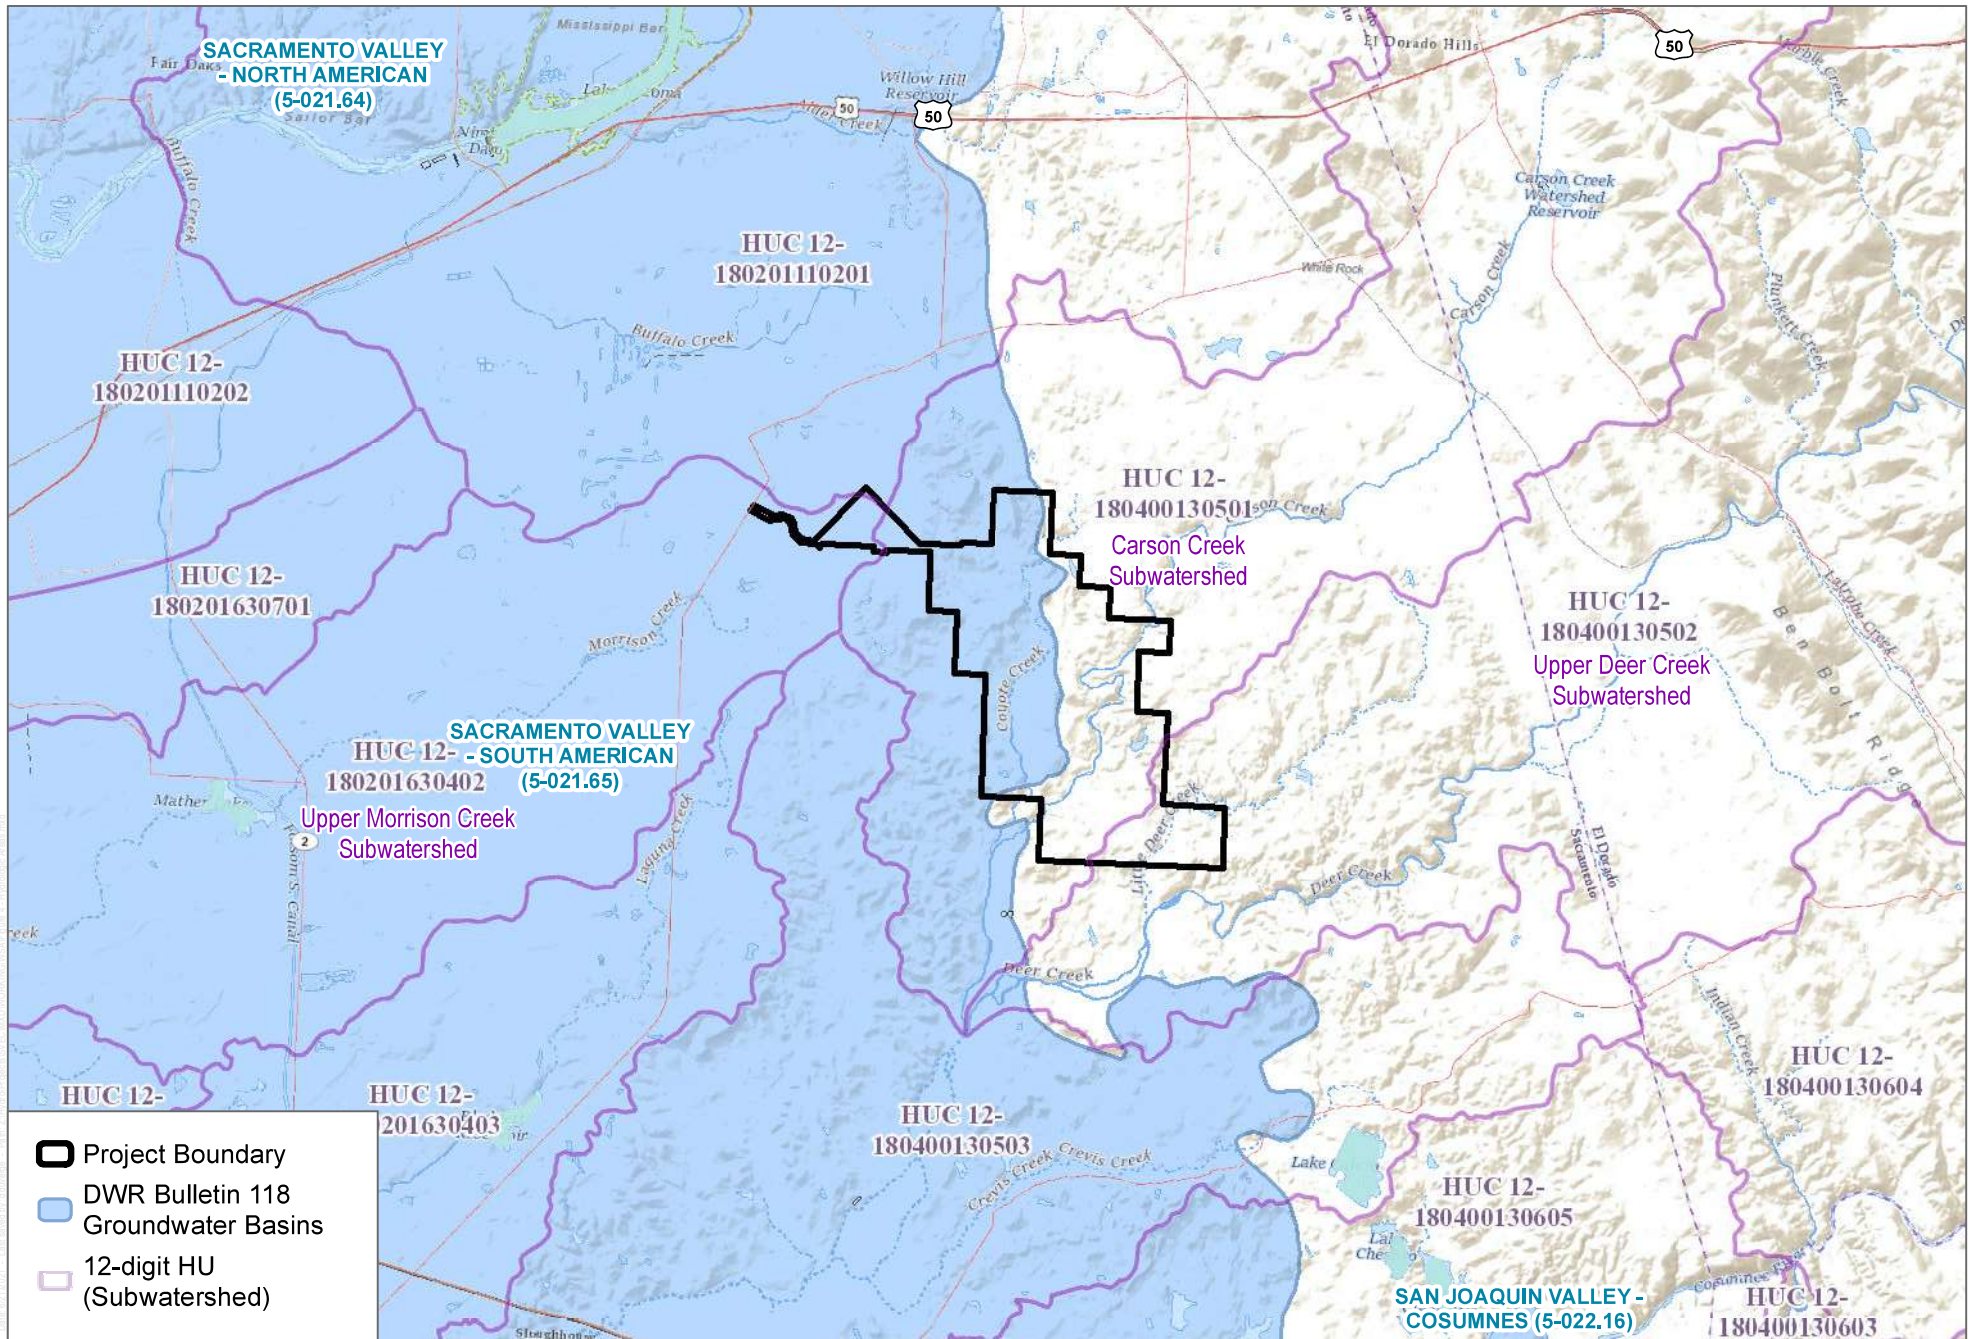 Mississippi Bar
SACRAMENTO VALLEY
- NORTH AMERICAN
(5-021.64)
Fair Oaks
Sailor Bar
Buffalo Creek
Willow Hill
Reservoir
50
50
50
Alder Creek
El Dorado Hills
Marble Creek
Carson Creek
Watershed
Reservoir
Carson Creek
Plunkett Creek
White Rock
HUC 12-
180201110201
Buffalo Creek
HUC 12-
180201110202
HUC 12-
180400130501
Carson Creek
Subwatershed
HUC 12-
180201630701
Morrison Creek
Coyote Creek
HUC 12-
180400130502
Upper Deer Creek
Subwatershed
Latrobe Creek
Ben Bolt Ridge
SACRAMENTO VALLEY
- SOUTH AMERICAN
(5-021.65)
HUC 12-
180201630402
Upper Morrison Creek
Subwatershed
Mather
2
Folsom S. Canal
Laguna Creek
Little Deer Creek
Deer Creek
El Dorado
Sacramento
Deer Creek
Indian Creek
HUC 12-
180400130604
HUC 12-
HUC 12-
201630403
HUC 12-
180400130503
Crevis Creek
Crevis Creek
Lake
HUC 12-
180400130605
SAN JOAQUIN VALLEY -
COSUMNES (5-022.16)
HUC 12-
180400130603
Project Boundary
DWR Bulletin 118
Groundwater Basins
12-digit HU
(Subwatershed)